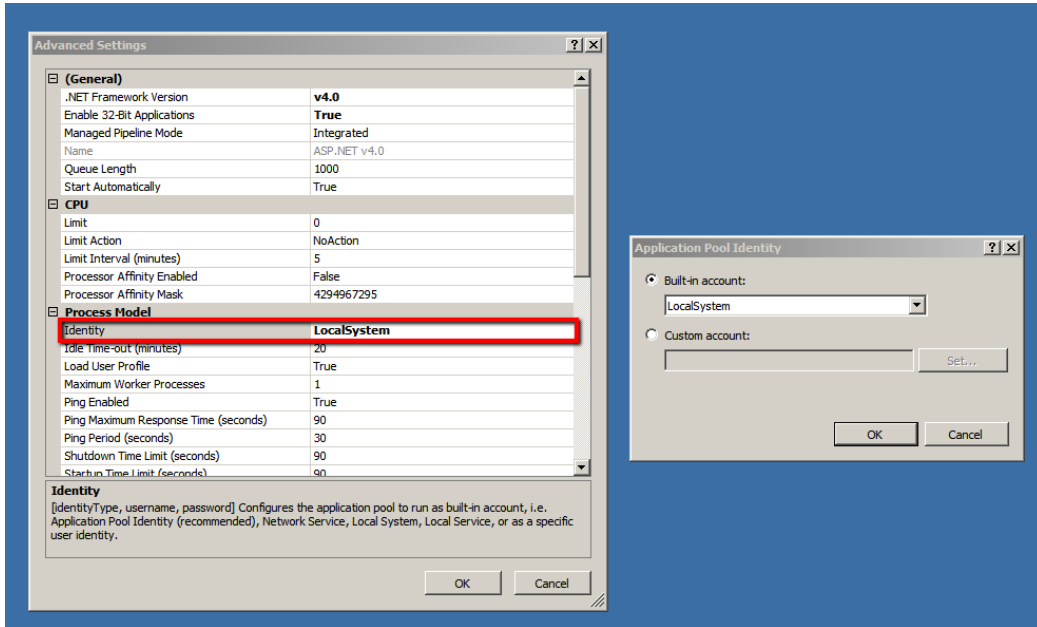 Advanced Settings
(General)
.NET Framework Version v4.0
Enable 32-Bit Applications True
Managed Pipeline Mode Integrated
Name ASP.NET v4.0
Queue Length 1000
Start Automatically True
CPU
Limit 0
Limit Action NoAction
Limit Interval (minutes) 5
Processor Affinity Enabled False
Processor Affinity Mask 4294967295
Process Model
Identity LocalSystem
Idle Time-out (minutes) 20
Load User Profile True
Maximum Worker Processes 1
Ping Enabled True
Ping Maximum Response Time (seconds) 90
Ping Period (seconds) 30
Shutdown Time Limit (seconds) 90
Startup Time Limit (seconds) 90
Identity
[identityType, username, password] Configures the application pool to run as built-in account, i.e.
Application Pool Identity (recommended), Network Service, Local System, Local Service, or as a specific
user identity.
OK Cancel
Application Pool Identity
Built-in account:
LocalSystem
Custom account:
Set...
OK Cancel